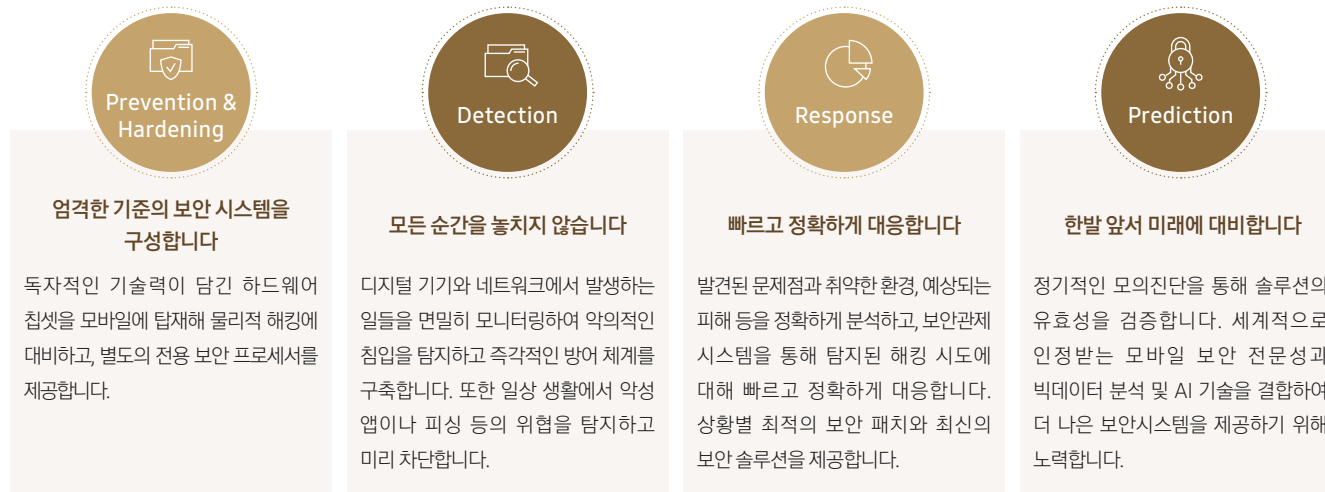 Prevention &
Hardening
엄격한 기준의 보안 시스템을
구성합니다
독자적인 기술력이 담긴 하드웨어
칩셋을 모바일에 탑재해 물리적 해킹에
대비하고, 별도의 전용 보안 프로세서를
제공합니다.
Detection
모든 순간을 놓치지 않습니다
디지털 기기와 네트워크에서 발생하는
일들을 면밀히 모니터링하여 악의적인
침입을 탐지하고 즉각적인 방어 체계를
구축합니다. 또한 일상 생활에서 악성
앱이나 피싱 등의 위협을 탐지하고
미리 차단합니다.
Response
빠르고 정확하게 대응합니다
발견된 문제점과 취약한 환경, 예상되는
피해 등을 정확하게 분석하고, 보안관제
시스템을 통해 탐지된 해킹 시도에
대해 빠르고 정확하게 대응합니다.
상황별 최적의 보안 패치와 최신의
보안 솔루션을 제공합니다.
Prediction
한발 앞서 미래에 대비합니다
정기적인 모의진단을 통해 솔루션의
유효성을 검증합니다. 세계적으로
인정받는 모바일 보안 전문성과
빅데이터 분석 및 AI 기술을 결합하여
더 나은 보안시스템을 제공하기 위해
노력합니다.